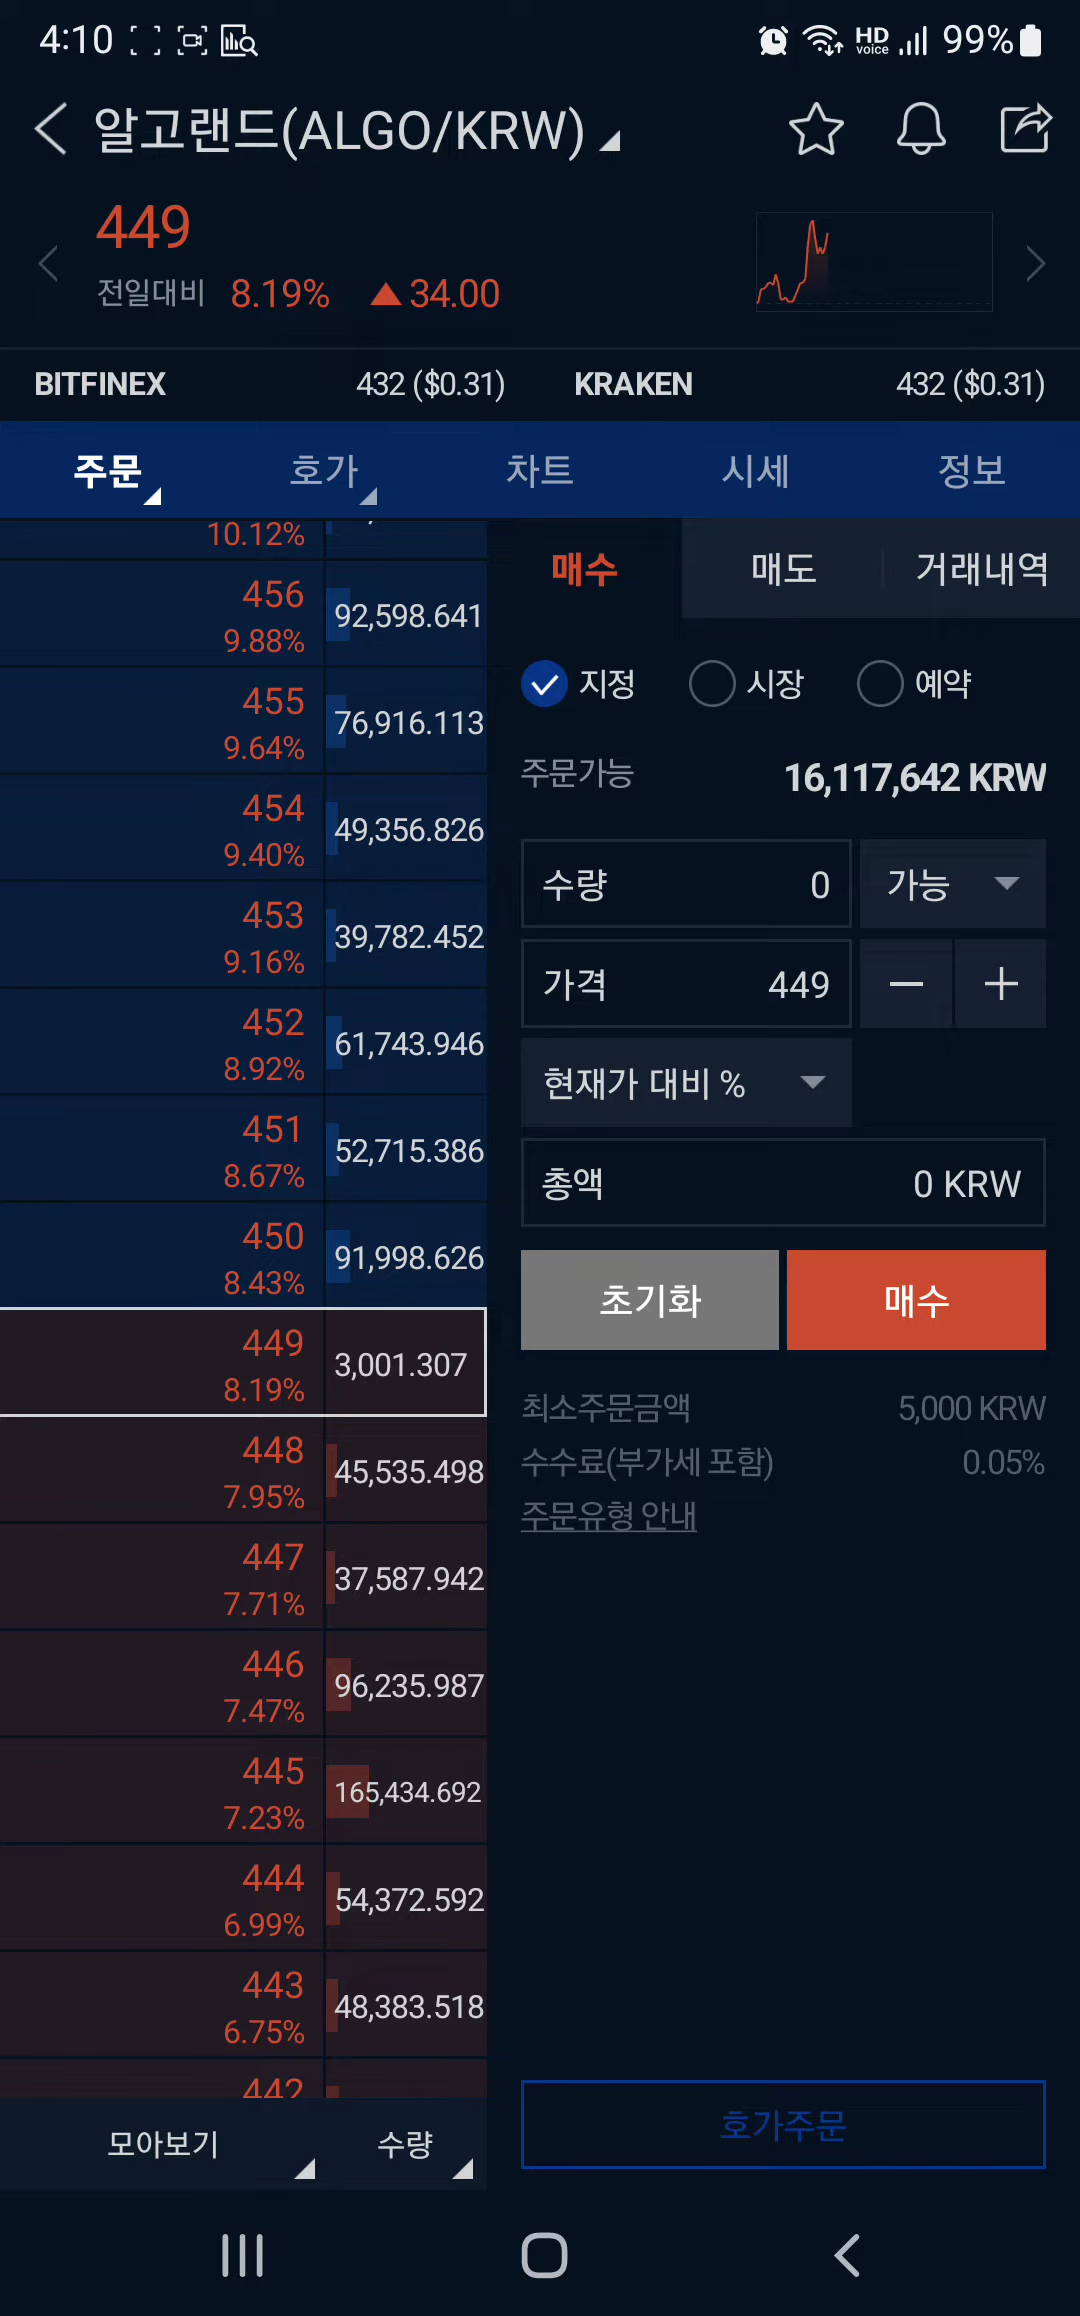 4:10
HD voice 99%
알고랜드(ALGO/KRW)
449
전일대비 8.19% ▲34.00
BITFINEX 432 ($0.31) KRAKEN 432 ($0.31)
주문 호가 차트 시세 정보
10.12%
456
9.88%
92,598.641
455
9.64%
76,916.113
454
9.40%
49,356.826
453
9.16%
39,782.452
452
8.92%
61,743.946
451
8.67%
52,715.386
450
8.43%
91,998.626
449
8.19%
3,001.307
448
7.95%
45,535.498
447
7.71%
37,587.942
446
7.47%
96,235.987
445
7.23%
165,434.692
444
6.99%
54,372.592
443
6.75%
48,383.518
442
모아보기 수량
매수 매도 거래내역
지정 시장 예약
주문가능 16,117,642 KRW
수량 0 가능
가격 449 − +
현재가 대비 %
총액 0 KRW
초기화 매수
최소주문금액 5,000 KRW
수수료(부가세 포함) 0.05%
주문유형 안내
호가주문